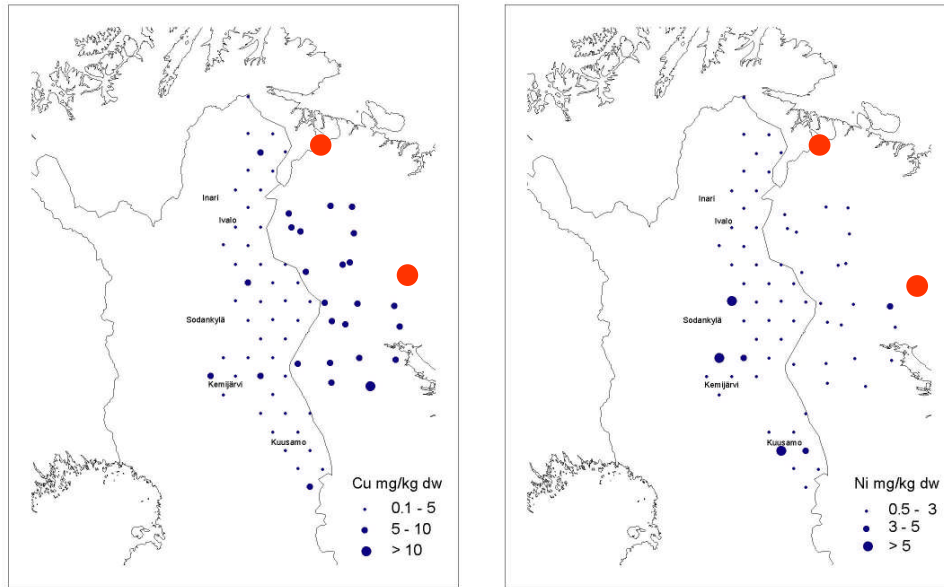 Inari
Ivalo
Sodankylä
Kemijärvi
Kuusamo
Cu mg/kg dw
0.1 - 5
5 - 10
> 10
Inari
Ivalo
Sodankylä
Kemijärvi
Kuusamo
Ni mg/kg dw
0.5 - 3
3 - 5
> 5